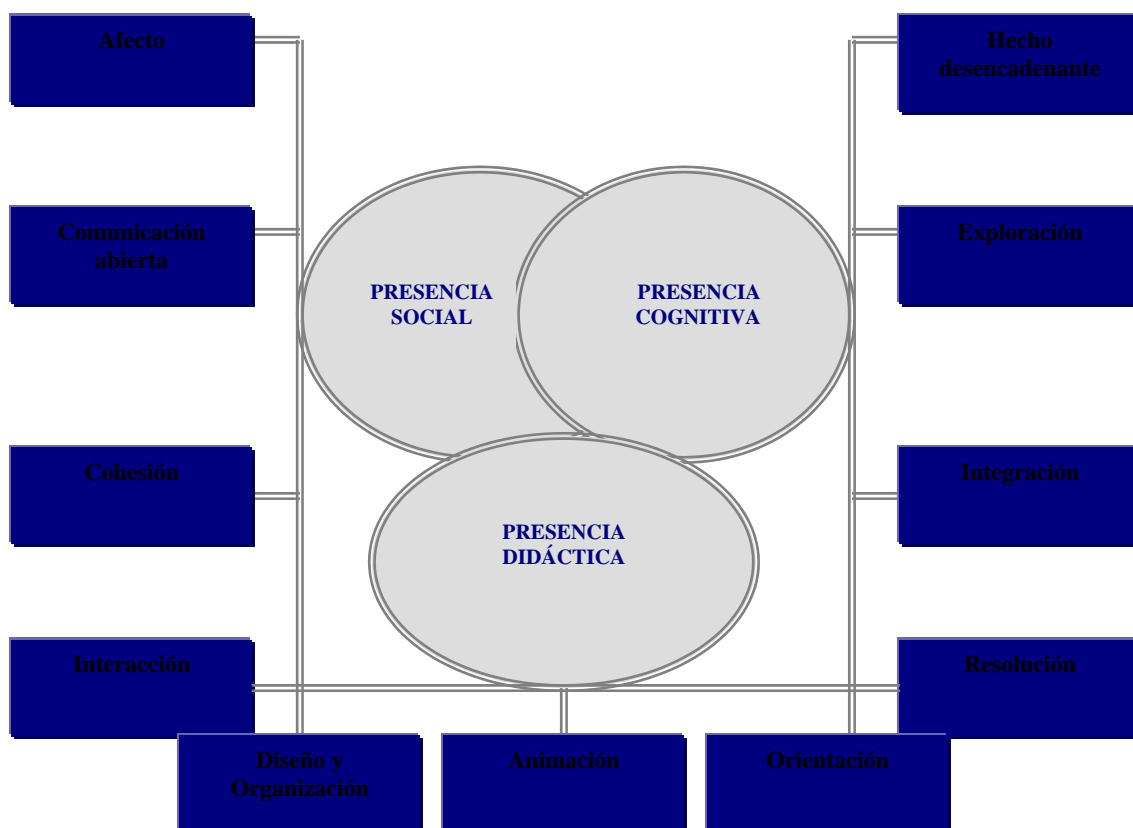 Afecto
Hecho
desencadenante
Comunicación
abierta
Exploración
PRESENCIA
SOCIAL
PRESENCIA
COGNITIVA
Cohesión
Integración
PRESENCIA
DIDÁCTICA
Interacción
Resolución
Diseño y
Organización
Animación
Orientación